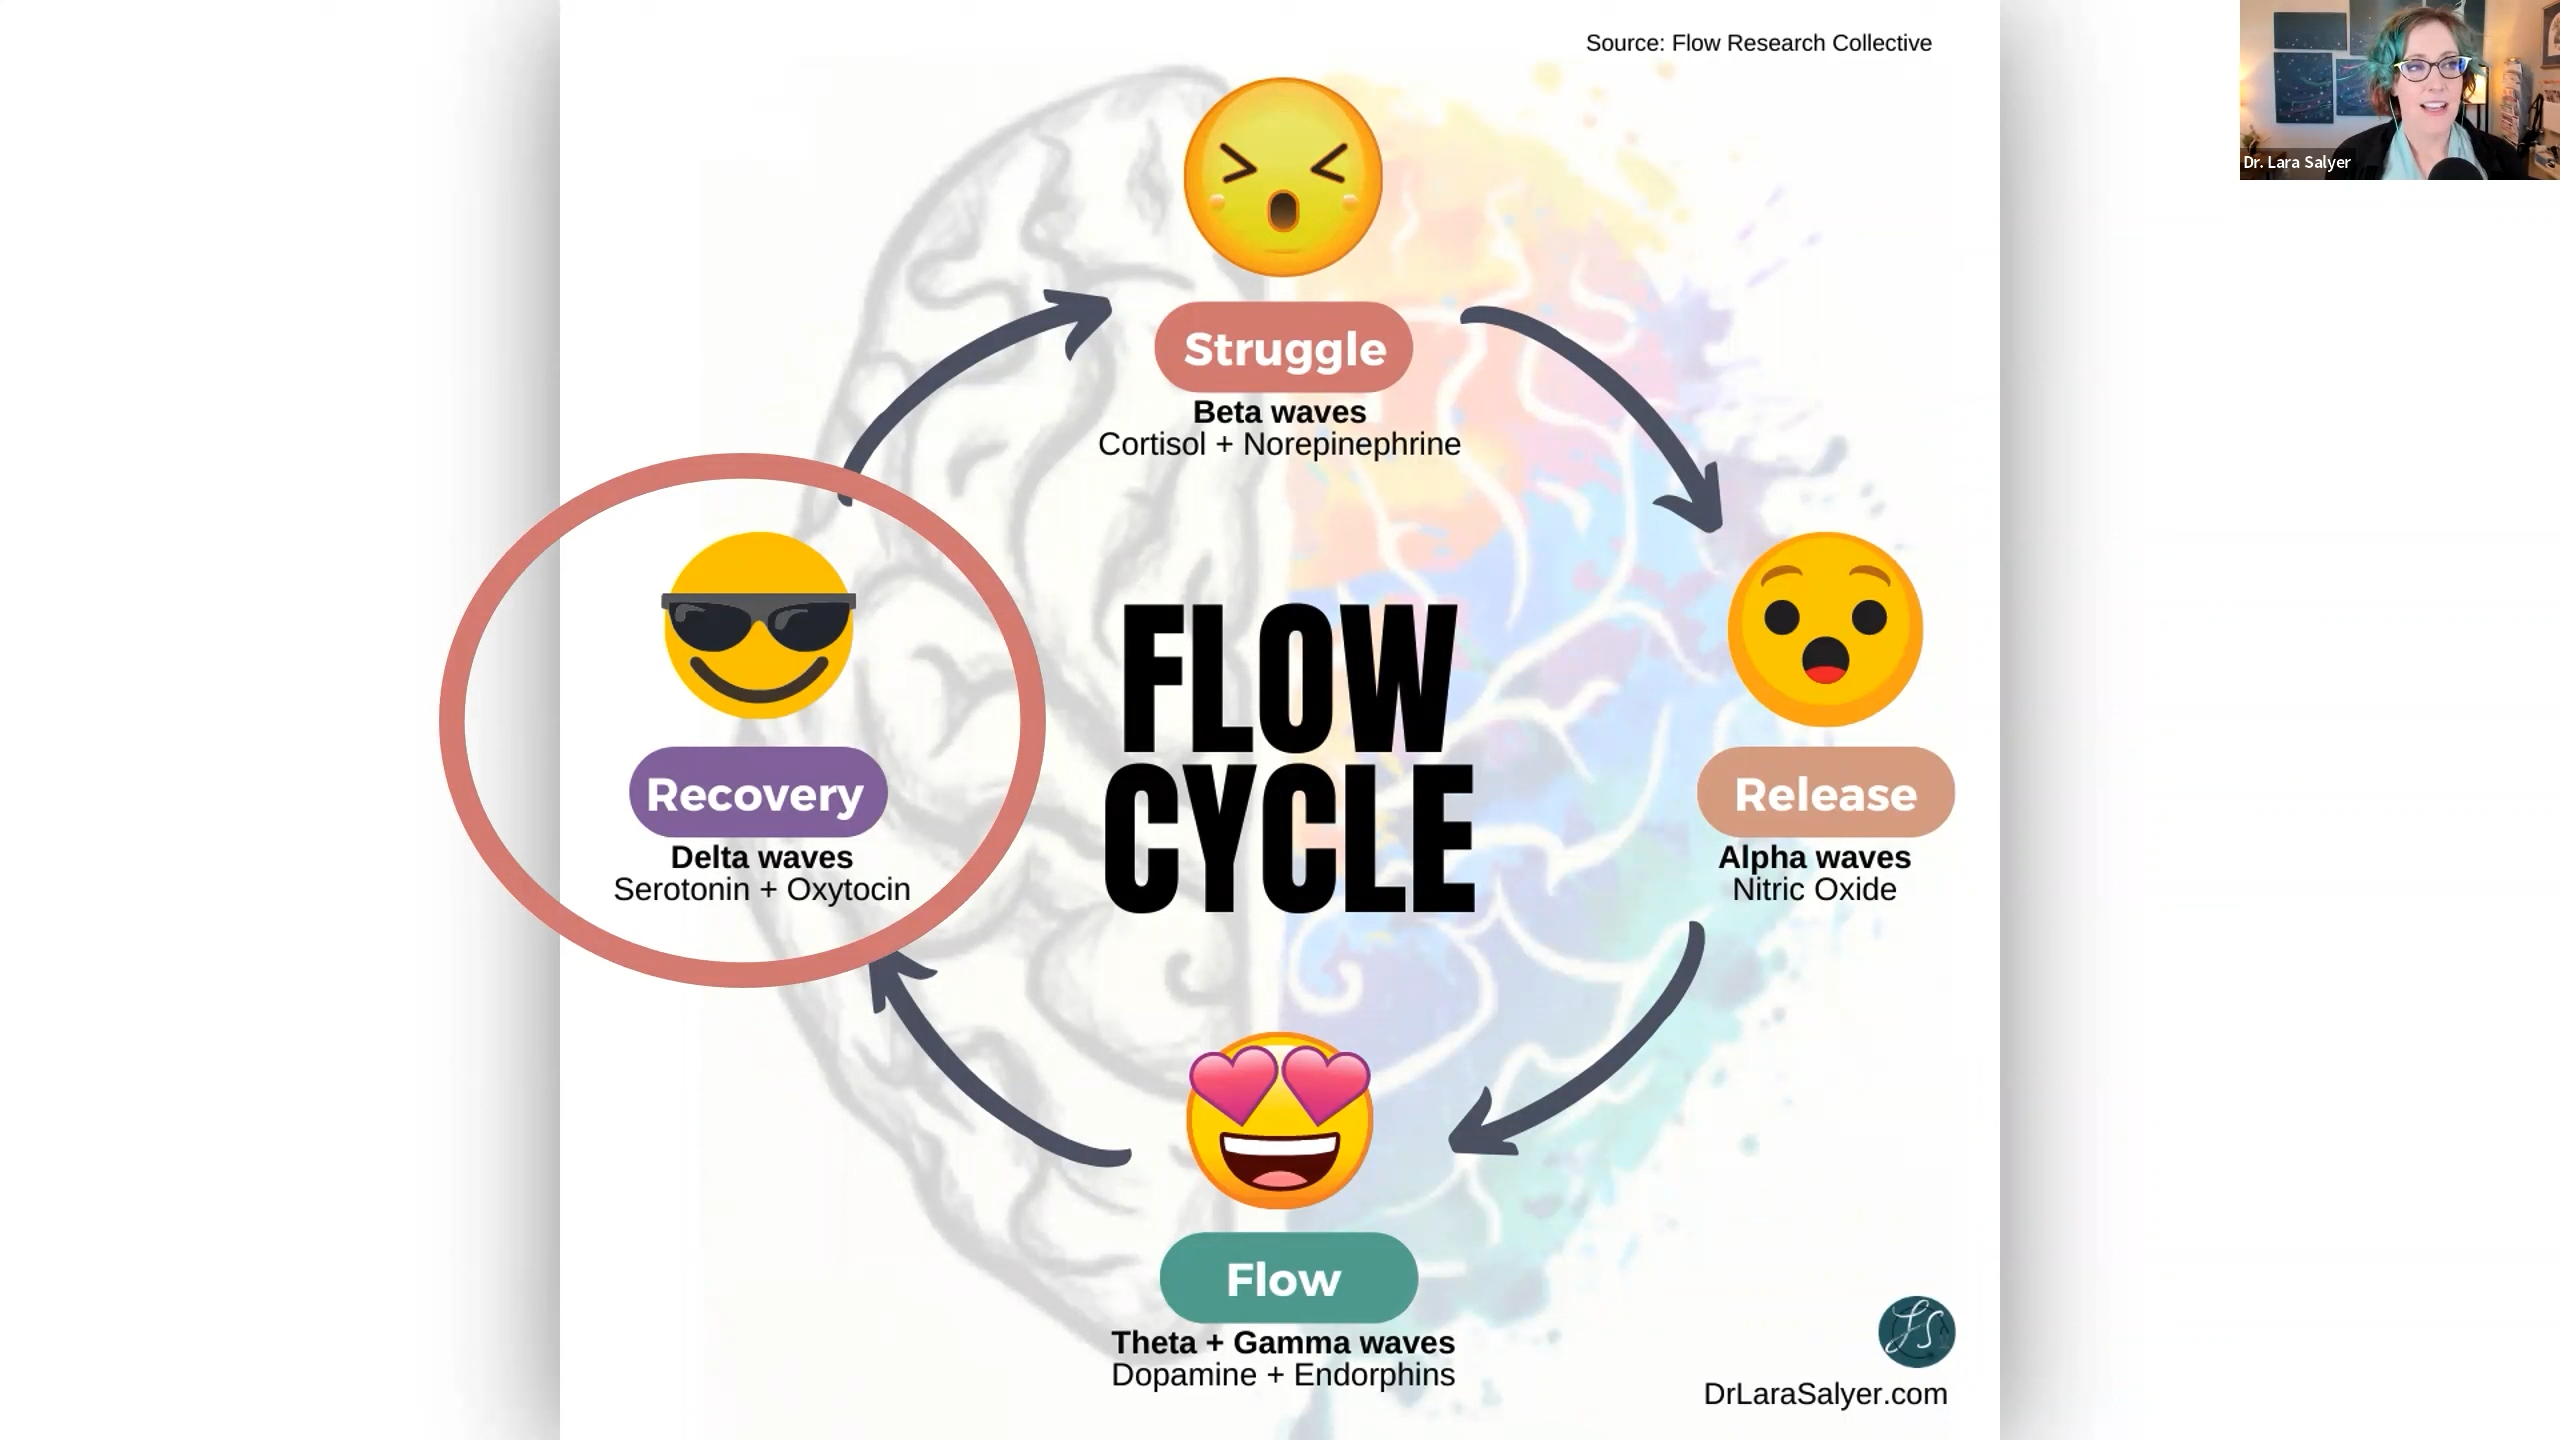 Source: Flow Research Collective
Dr. Lara Salyer
Struggle
Beta waves
Cortisol + Norepinephrine
FLOW
CYCLE
Recovery
Delta waves
Serotonin + Oxytocin
Release
Alpha waves
Nitric Oxide
Flow
Theta + Gamma waves
Dopamine + Endorphins
LS
DrLaraSalyer.com